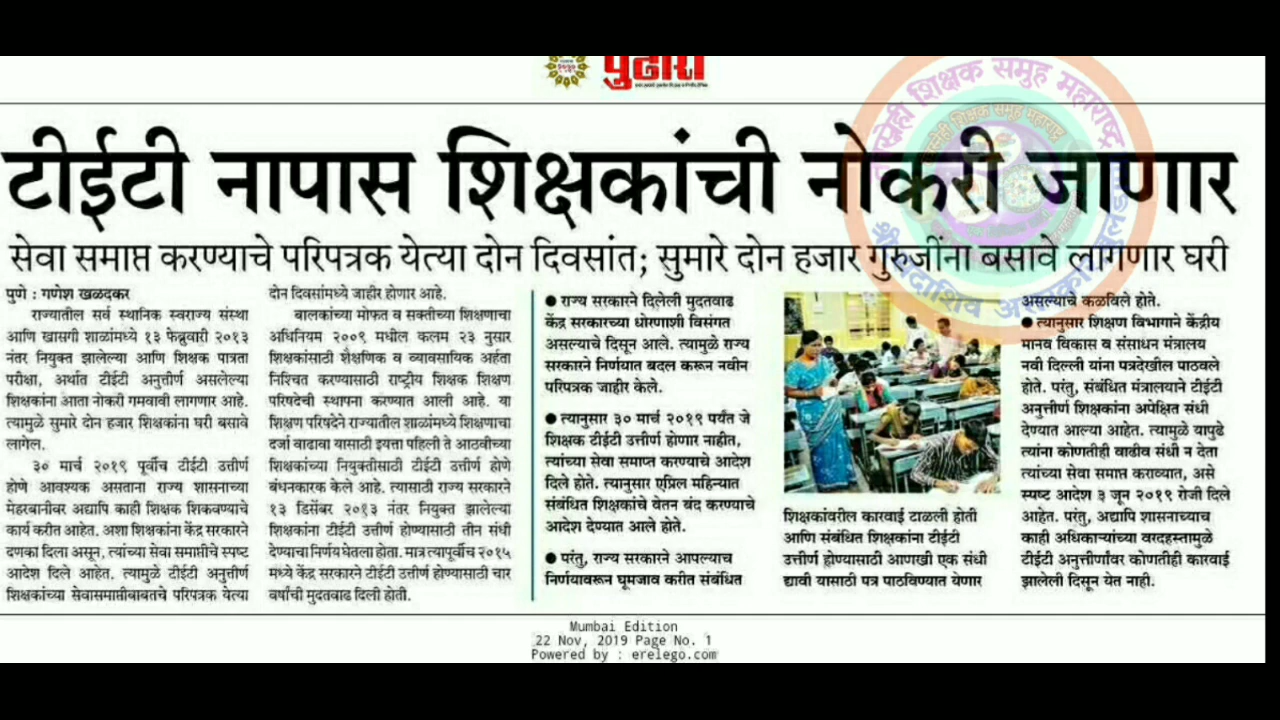 पुढारी
टीईटी नापास शिक्षकांची नोकरी जाणार
सेवा समाप्त करण्याचे परिपत्रक येत्या दोन दिवसांत; सुमारे दोन हजार गुरुजींना बसावे लागणार घरी
पुणे : गणेश खळदकर
राज्यातील सर्व स्थानिक स्वराज्य संस्था
आणि खासगी शाळांमध्ये १३ फेब्रुवारी २०१३
नंतर नियुक्त झालेल्या आणि शिक्षक पात्रता
परीक्षा, अर्थात टीईटी अनुत्तीर्ण असलेल्या
शिक्षकांना आता नोकरी गमवावी लागणार आहे.
त्यामुळे सुमारे दोन हजार शिक्षकांना घरी बसावे
लागेल.
३० मार्च २०१९ पूर्वीच टीईटी उत्तीर्ण
होणे आवश्यक असताना राज्य शासनाच्या
मेहरबानीवर अद्यापि काही शिक्षक शिकवण्याचे
कार्य करीत आहेत. अशा शिक्षकांना केंद्र सरकारने
दणका दिला असून, त्यांच्या सेवा समाप्तीचे स्पष्ट
आदेश दिले आहेत. त्यामुळे टीईटी अनुत्तीर्ण
शिक्षकांच्या सेवासमाप्तीबाबतचे परिपत्रक येत्या
दोन दिवसांमध्ये जाहीर होणार आहे.
बालकांच्या मोफत व सक्तीच्या शिक्षणाचा
अधिनियम २००९ मधील कलम २३ नुसार
शिक्षकांसाठी शैक्षणिक व व्यावसायिक अर्हता
निश्चित करण्यासाठी राष्ट्रीय शिक्षक शिक्षण
परिषदेची स्थापना करण्यात आली आहे. या
शिक्षण परिषदेने राज्यातील शाळांमध्ये शिक्षणाचा
दर्जा वाढावा यासाठी इयत्ता पहिली ते आठवीच्या
शिक्षकांच्या नियुक्तीसाठी टीईटी उत्तीर्ण होणे
बंधनकारक केले आहे. त्यासाठी राज्य सरकारने
१३ डिसेंबर २०१३ नंतर नियुक्त झालेल्या
शिक्षकांना टीईटी उत्तीर्ण होण्यासाठी तीन संधी
देण्याचा निर्णय घेतला होता. मात्र त्यापूर्वीच २०१५
मध्ये केंद्र सरकारने टीईटी उत्तीर्ण होण्यासाठी चार
वर्षांची मुदतवाढ दिली होती.
● राज्य सरकारने दिलेली मुदतवाढ
केंद्र सरकारच्या धोरणाशी विसंगत
असल्याचे दिसून आले. त्यामुळे राज्य
सरकारने निर्णयात बदल करून नवीन
परिपत्रक जाहीर केले.
● त्यानुसार ३० मार्च २०१९ पर्यंत जे
शिक्षक टीईटी उत्तीर्ण होणार नाहीत,
त्यांच्या सेवा समाप्त करण्याचे आदेश
दिले होते. त्यानुसार एप्रिल महिन्यात
संबंधित शिक्षकांचे वेतन बंद करण्याचे
आदेश देण्यात आले होते.
● परंतु, राज्य सरकारने आपल्याच
निर्णयावरून घूमजाव करीत संबंधित
शिक्षकांवरील कारवाई टाळली होती
आणि संबंधित शिक्षकांना टीईटी
उत्तीर्ण होण्यासाठी आणखी एक संधी
द्यावी यासाठी पत्र पाठविण्यात येणार
असल्याचे कळविले होते.
● त्यानुसार शिक्षण विभागाने केंद्रीय
मानव विकास व संसाधन मंत्रालय
नवी दिल्ली यांना पत्रदेखील पाठवले
होते. परंतु, संबंधित मंत्रालयाने टीईटी
अनुत्तीर्ण शिक्षकांना अपेक्षित संधी
देण्यात आल्या आहेत. त्यामुळे यापुढे
त्यांना कोणतीही वाढीव संधी न देता
त्यांच्या सेवा समाप्त कराव्यात, असे
स्पष्ट आदेश ३ जून २०१९ रोजी दिले
आहेत. परंतु, अद्यापि शासनाच्याच
काही अधिकाऱ्यांच्या वरदहस्तामुळे
टीईटी अनुत्तीर्णांवर कोणतीही कारवाई
झालेली दिसून येत नाही.
शिक्षक समुह महाराष्ट्र
Mumbai Edition
22 Nov, 2019 Page No. 1
Powered by : erelego.com